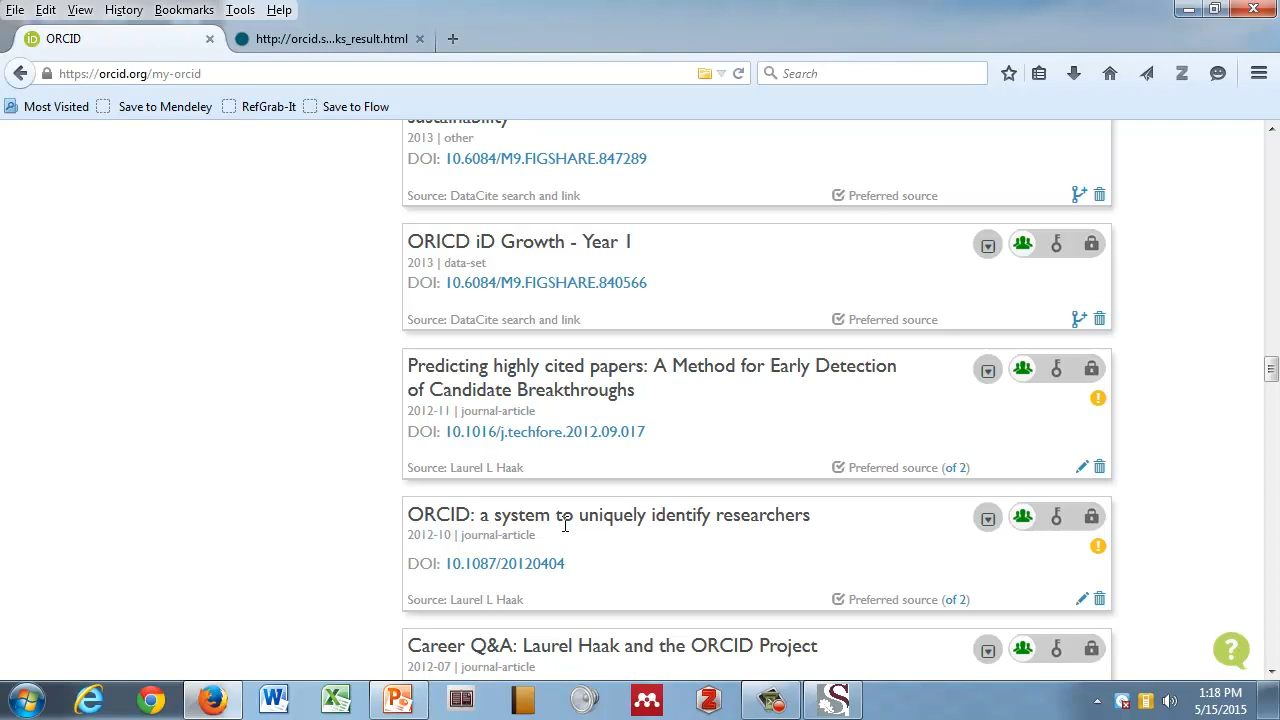 File Edit View History Bookmarks Tools Help
iD ORCID × http://orcid.s...ks_result.html × +
https://orcid.org/my-orcid Search
Most Visited Save to Mendeley RefGrab-It Save to Flow
sustainability
2013 | other
DOI: 10.6084/M9.FIGSHARE.847289
Source: DataCite search and link Preferred source
ORICD iD Growth - Year 1
2013 | data-set
DOI: 10.6084/M9.FIGSHARE.840566
Source: DataCite search and link Preferred source
Predicting highly cited papers: A Method for Early Detection
of Candidate Breakthroughs
2012-11 | journal-article
DOI: 10.1016/j.techfore.2012.09.017
Source: Laurel L Haak Preferred source (of 2)
ORCID: a system to uniquely identify researchers
2012-10 | journal-article
DOI: 10.1087/20120404
Source: Laurel L Haak Preferred source (of 2)
Career Q&A: Laurel Haak and the ORCID Project
2012-07 | journal-article
1:18 PM
5/15/2015